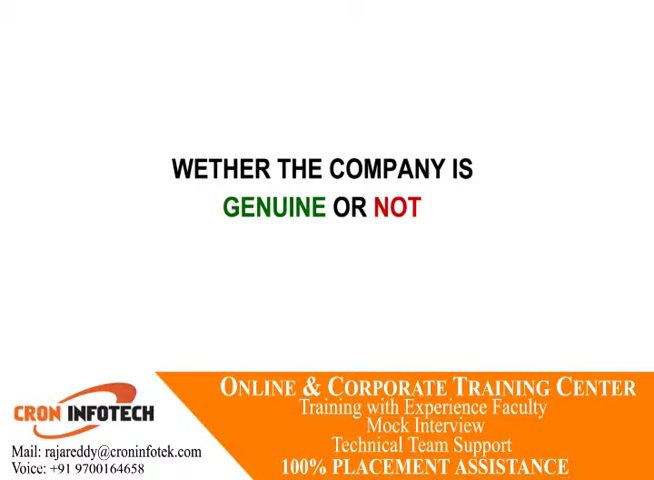 WETHER THE COMPANY IS
GENUINE OR NOT
CRON INFOTECH
Mail: rajareddy@croninfotek.com
Voice: +91 9700164658
ONLINE & CORPORATE TRAINING CENTER
Training with Experience Faculty
Mock Interview
Technical Team Support
100% PLACEMENT ASSISTANCE